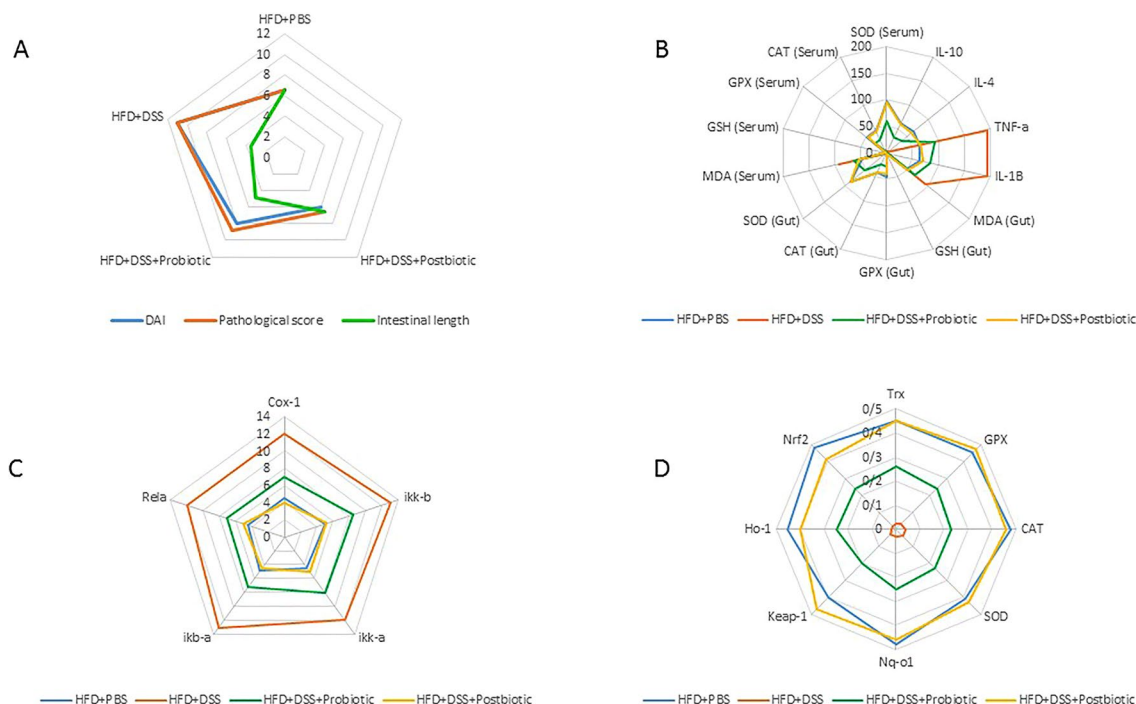 A
HFD+PBS
12
10
8
6
4
2
0
HFD+DSS
HFD+DSS+Probiotic
HFD+DSS+Postbiotic
DAI
Pathological score
Intestinal length
B
SOD (Serum)
200
150
100
50
0
IL-10
IL-4
TNF-a
IL-1B
MDA (Gut)
GSH (Gut)
GPX (Gut)
CAT (Gut)
SOD (Gut)
MDA (Serum)
GSH (Serum)
GPX (Serum)
CAT (Serum)
HFD+PBS
HFD+DSS
HFD+DSS+Probiotic
HFD+DSS+Postbiotic
C
Cox-1
14
12
10
8
6
4
2
0
ikk-b
ikk-a
ikb-a
Rela
HFD+PBS
HFD+DSS
HFD+DSS+Probiotic
HFD+DSS+Postbiotic
D
Trx
0/5
0/4
0/3
0/2
0/1
0
GPX
CAT
SOD
Nq-o1
Keap-1
Ho-1
Nrf2
HFD+PBS
HFD+DSS
HFD+DSS+Probiotic
HFD+DSS+Postbiotic